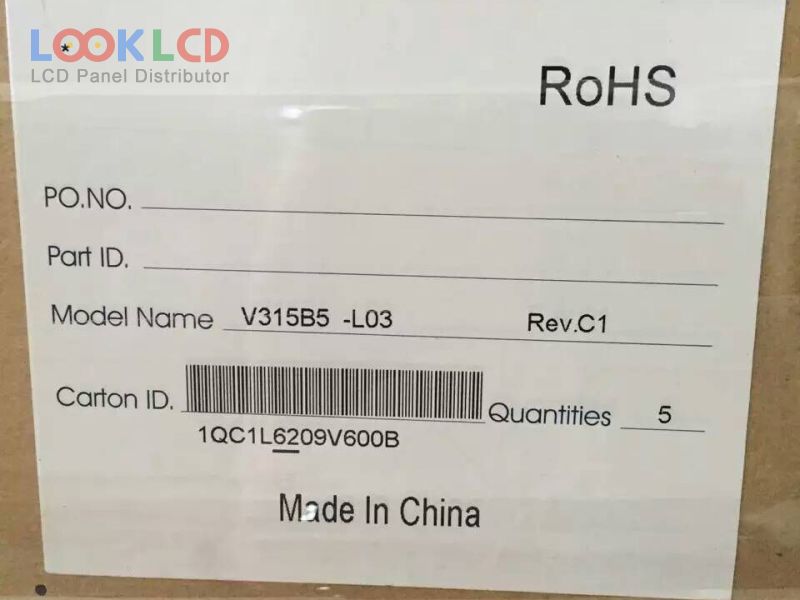 LOOKLCD
LCD Panel Distributor
RoHS
PO.NO.
Part ID.
Model Name V315B5 -L03 Rev.C1
Carton ID. Quantities 5
1QC1L6209V600B
Made In China